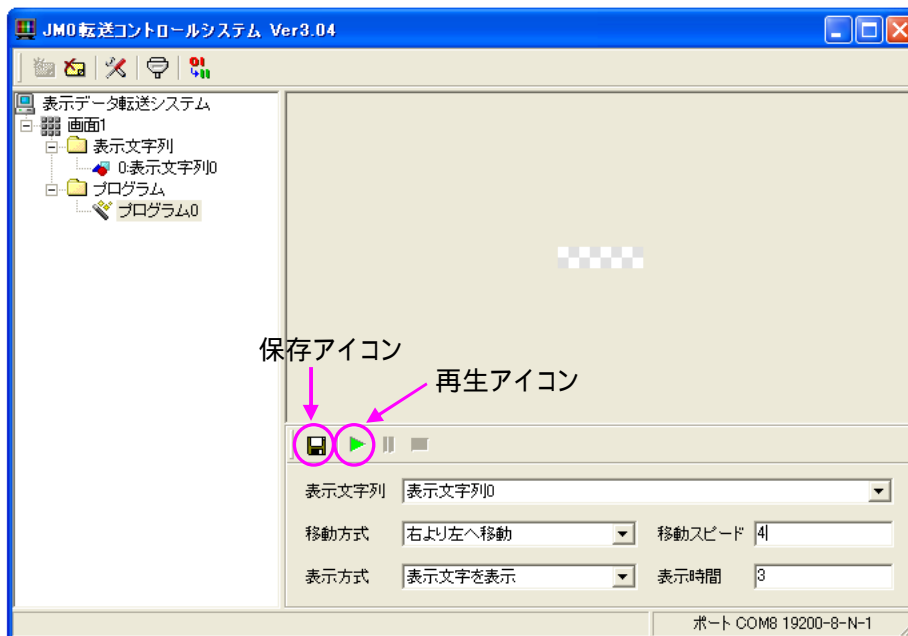 JMO転送コントロールシステム Ver3.04
表示データ転送システム
画面1
表示文字列
0:表示文字列0
プログラム
プログラム0
保存アイコン
再生アイコン
表示文字列 表示文字列0
移動方式 右より左へ移動 移動スピード 4
表示方式 表示文字を表示 表示時間 3
ポート COM8 19200-8-N-1